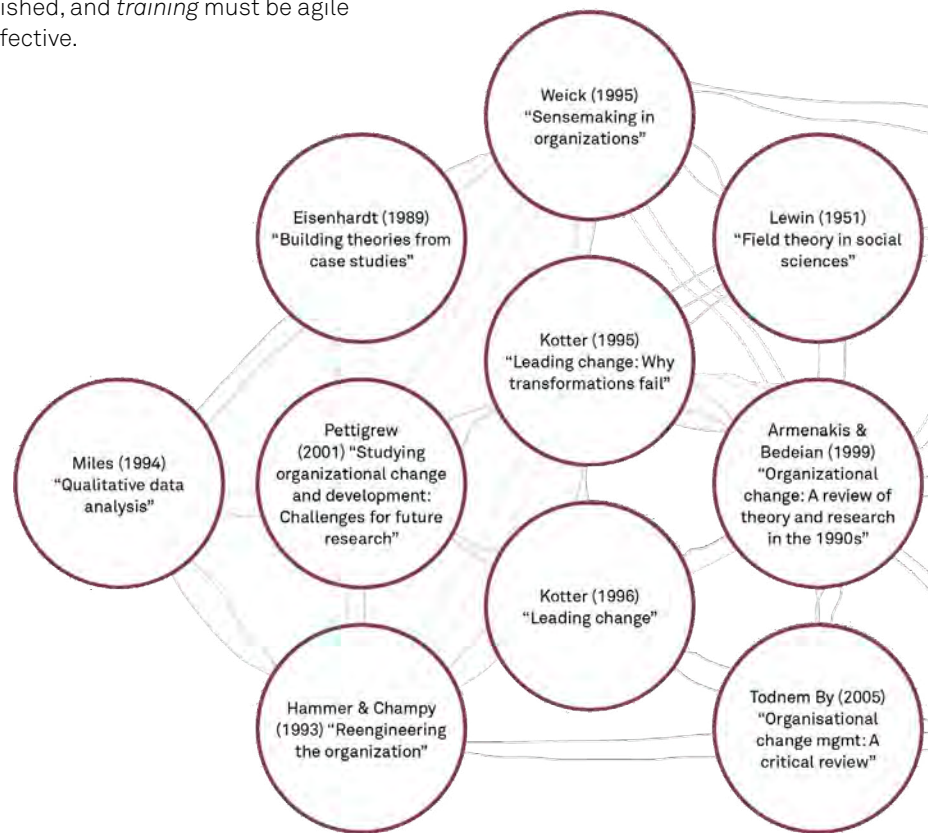 ished, and training must be agile
fective.
Weick (1995)
“Sensemaking in
organizations”
Eisenhardt (1989)
“Building theories from
case studies”
Lewin (1951)
“Field theory in social
sciences”
Kotter (1995)
“Leading change: Why
transformations fail”
Miles (1994)
“Qualitative data
analysis”
Pettigrew
(2001) “Studying
organizational change
and development:
Challenges for future
research”
Armenakis &
Bedeian (1999)
“Organizational
change: A review of
theory and research
in the 1990s”
Kotter (1996)
“Leading change”
Hammer & Champy
(1993) “Reengineering
the organization”
Todnem By (2005)
“Organisational
change mgmt: A
critical review”